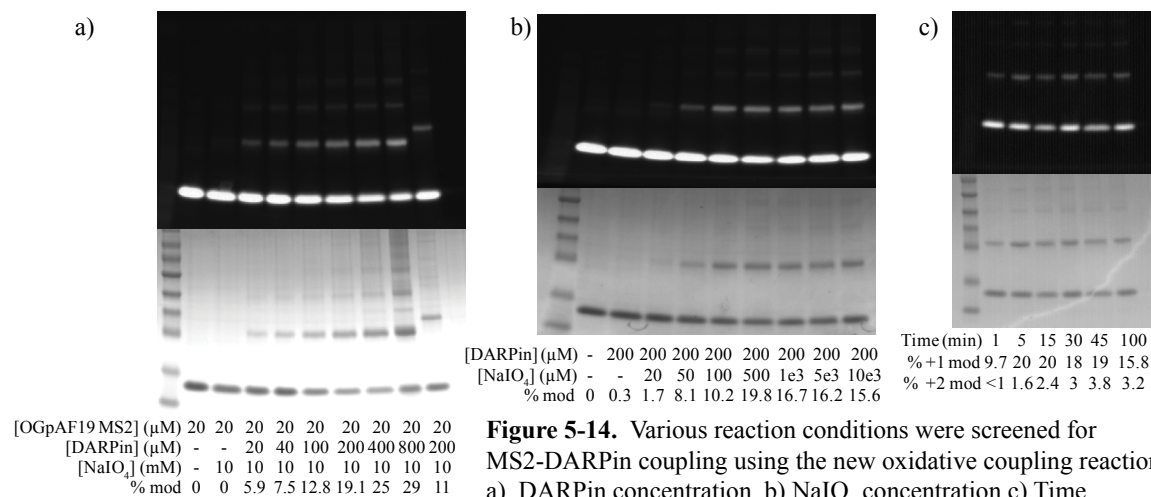 a)
[OGpAF19 MS2] (µM) 20 20 20 20 20 20 20 20 20
[DARPin] (µM) - - 20 40 100 200 400 800 200
[NaIO4] (mM) - 10 10 10 10 10 10 10 10
% mod 0 0 5.9 7.5 12.8 19.1 25 29 11
b)
[DARPin] (µM) - 200 200 200 200 200 200 200 200
[NaIO4] (µM) - - 20 50 100 500 1e3 5e3 10e3
% mod 0 0.3 1.7 8.1 10.2 19.8 16.7 16.2 15.6
c)
Time (min) 1 5 15 30 45 100
% +1 mod 9.7 20 20 18 19 15.8
% +2 mod <1 1.6 2.4 3 3.8 3.2
Figure 5-14. Various reaction conditions were screened for
MS2-DARPin coupling using the new oxidative coupling reaction
a) DARPin concentration b) NaIO4 concentration c) Time